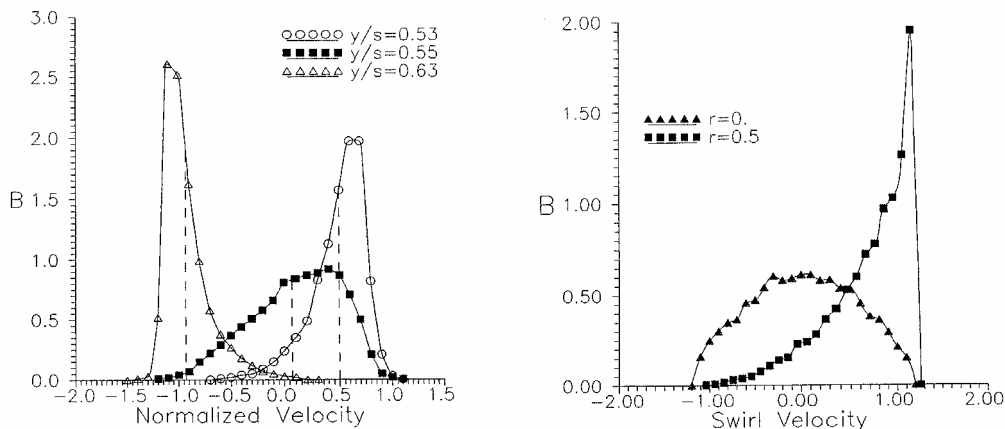 3.0
2.5
2.0
1.5
1.0
0.5
0.0
B
y/s=0.53
y/s=0.55
y/s=0.63
-2.0 -1.5 -1.0 -0.5 0.0 0.5 1.0 1.5
Normalized Velocity
2.00
1.50
1.00
0.50
0.00
B
r=0.
r=0.5
-2.00 -1.00 0.00 1.00 2.00
Swirl Velocity